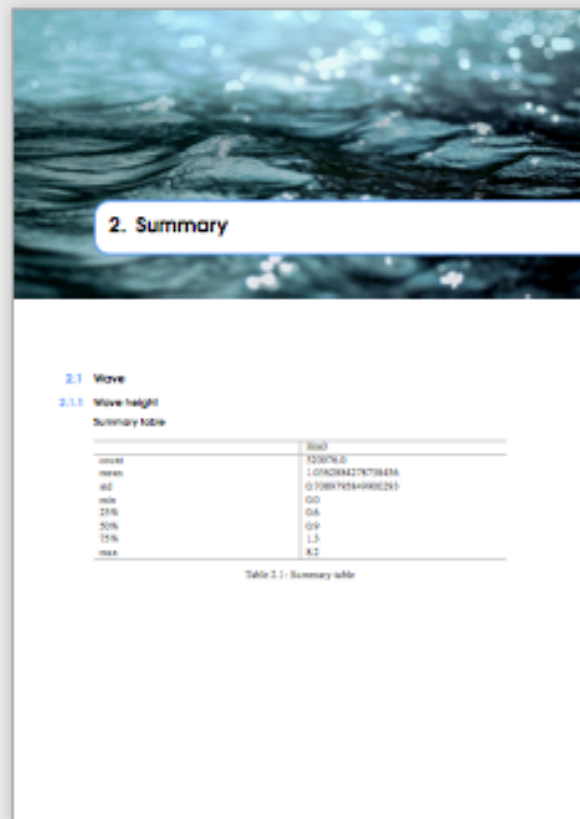 2. Summary
2.1 Wave
2.1.1 Wave height
Summary table
Hm0
count
mean
std
min 0.0
25% 0.6
50% 0.9
75% 1.3
max 8.2
Table 2.1: Summary table